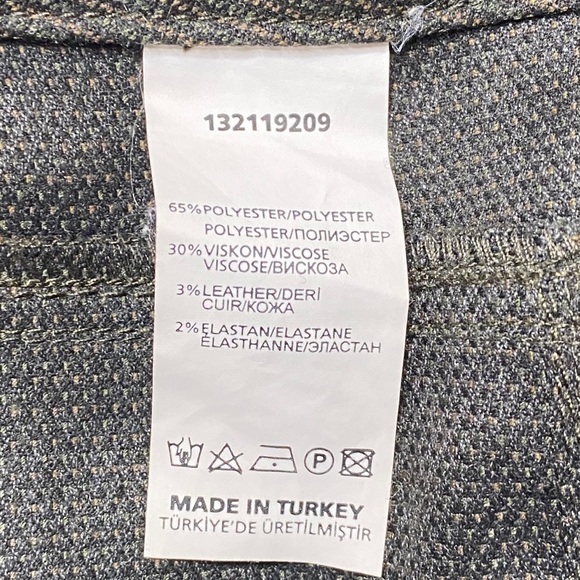 132119209
65%POLYESTER/POLYESTER
POLYESTER/ПОЛИЭСТЕР
30%VISKON/VISCOSE
VISCOSE/ВИСКОЗА
3%LEATHER/DERİ
CUIR/КОЖА
2%ELASTAN/ELASTANE
ÉLASTHANNE/ЭЛАСТАН
P
MADE IN TURKEY
TÜRKİYE'DE ÜRETİLMİŞTİR